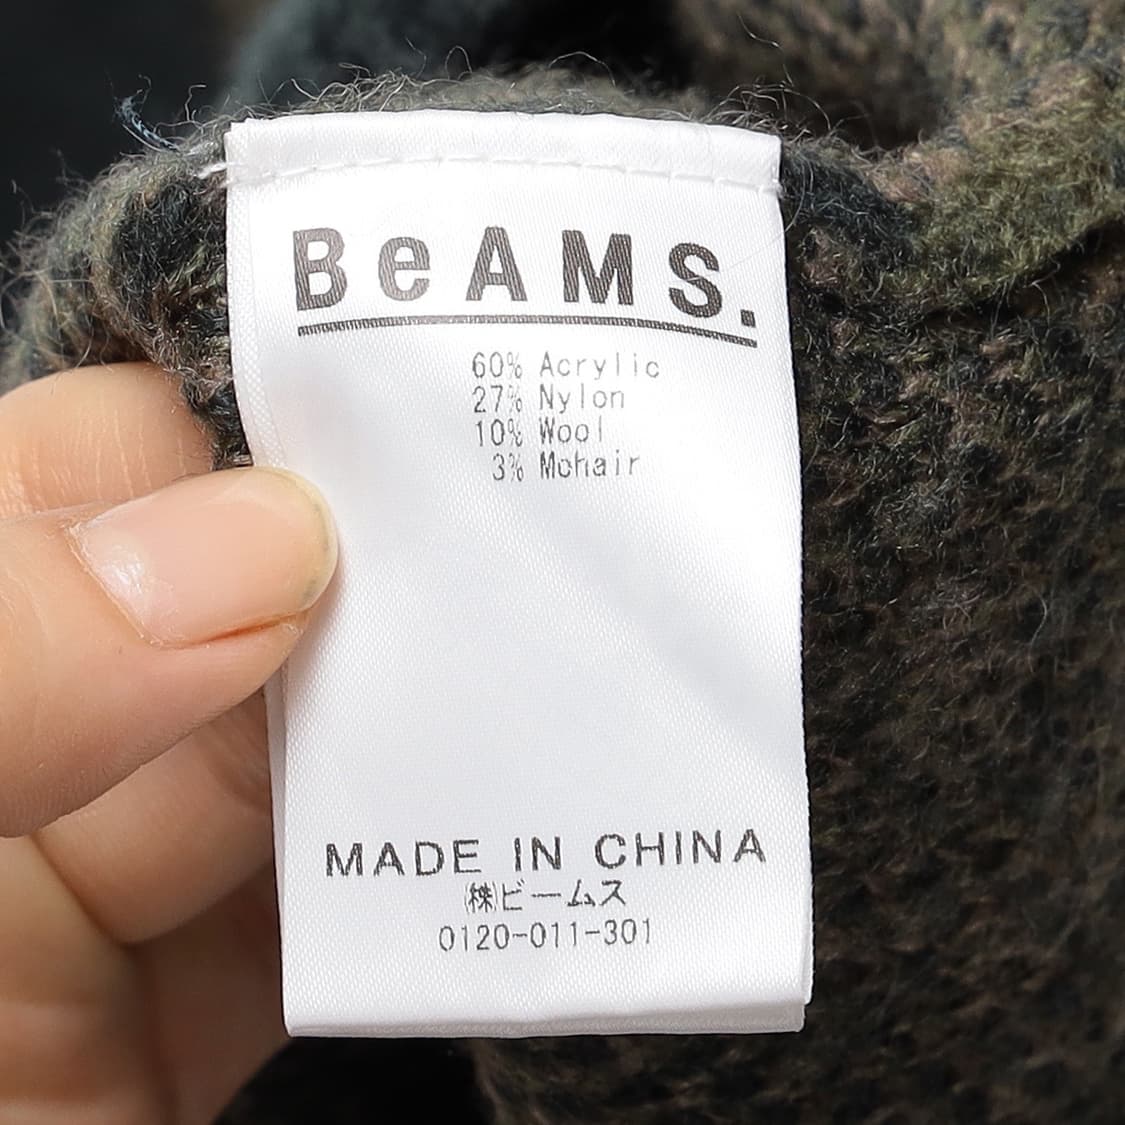 BeAMS.
60% Acrylic
27% Nylon
10% Wool
3% Mohair
MADE IN CHINA
㈱ビームス
0120-011-301